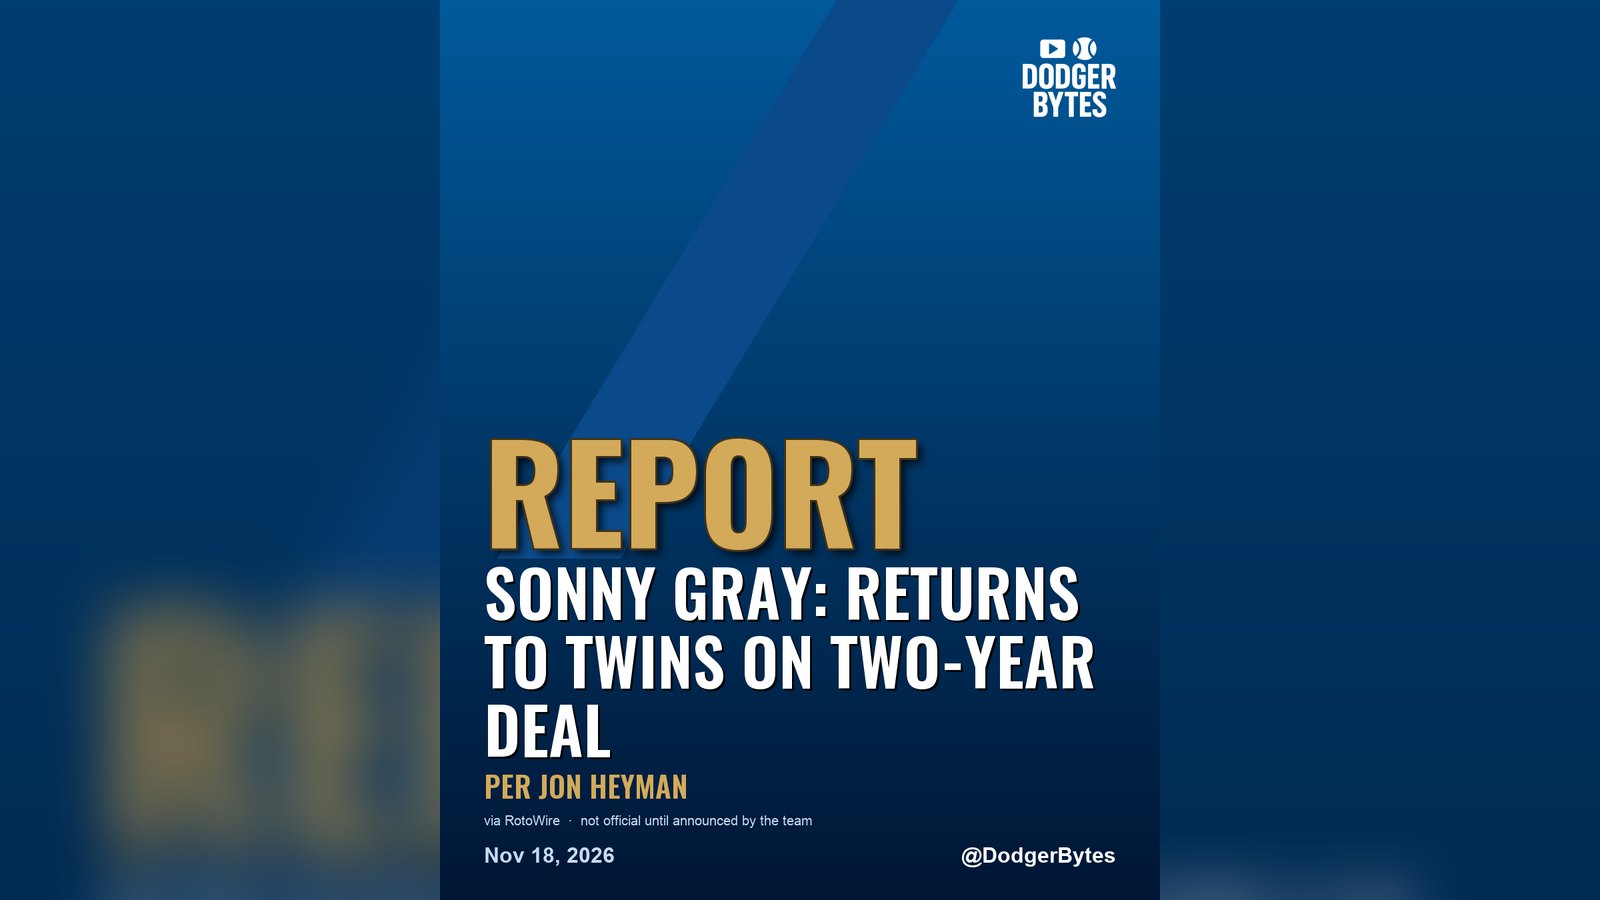 DODGER
BYTES
REPORT
SONNY GRAY: RETURNS
TO TWINS ON TWO-YEAR
DEAL
PER JON HEYMAN
via RotoWire · not official until announced by the team
Nov 18, 2026
@DodgerBytes